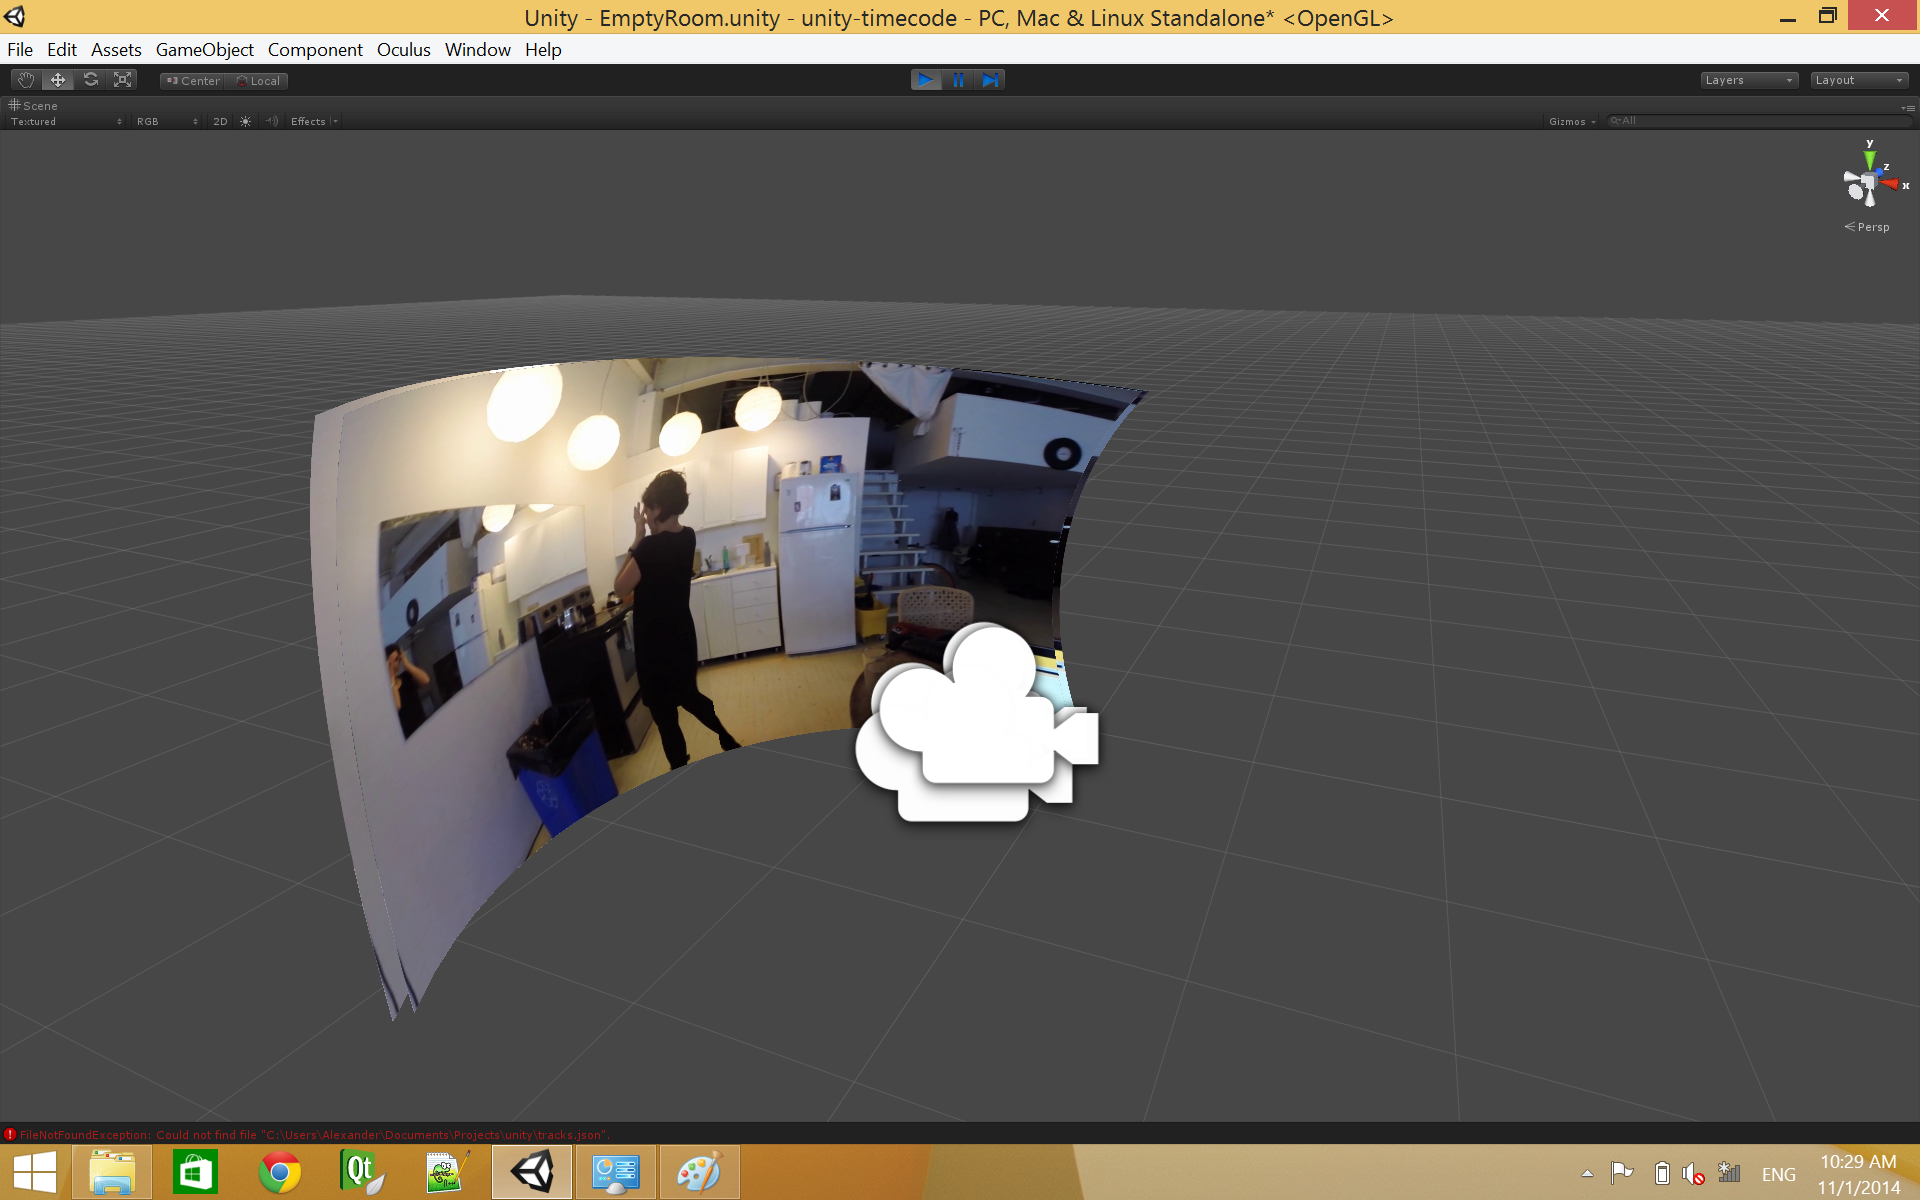 Unity - EmptyRoom.unity - unity-timecode - PC, Mac & Linux Standalone* <OpenGL>
File Edit Assets GameObject Component Oculus Window Help
Center Local Layers Layout
Scene
Textured RGB 2D Effects Gizmos All
y
z
x
Persp
FileNotFoundException: Could not find file "C:\Users\Alexander\Documents\Projects\unity\tracks.json".
Qt
ENG
10:29 AM
11/1/2014